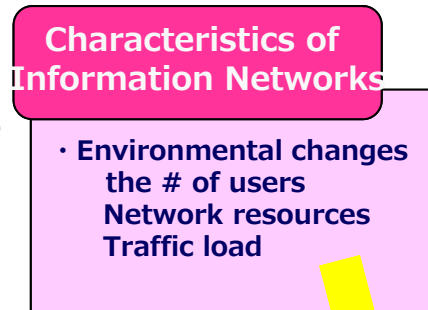 Characteristics of
Information Networks
・Environmental changes
the # of users
Network resources
Traffic load